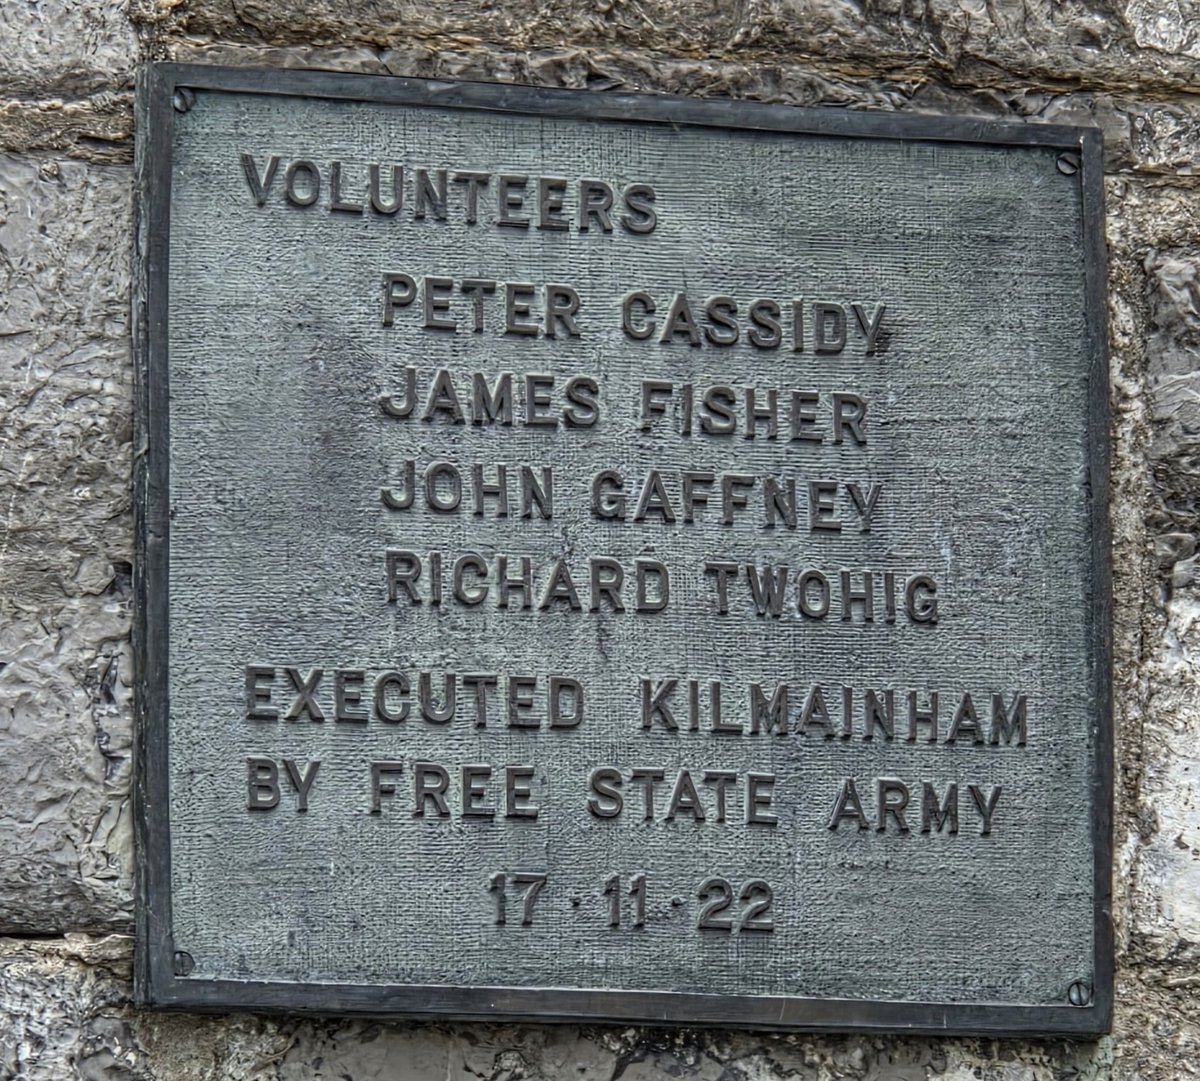 VOLUNTEERS
PETER CASSIDY
JAMES FISHER
JOHN GAFFNEY
RICHARD TWOHIG
EXECUTED KILMAINHAM
BY FREE STATE ARMY
17·11·22